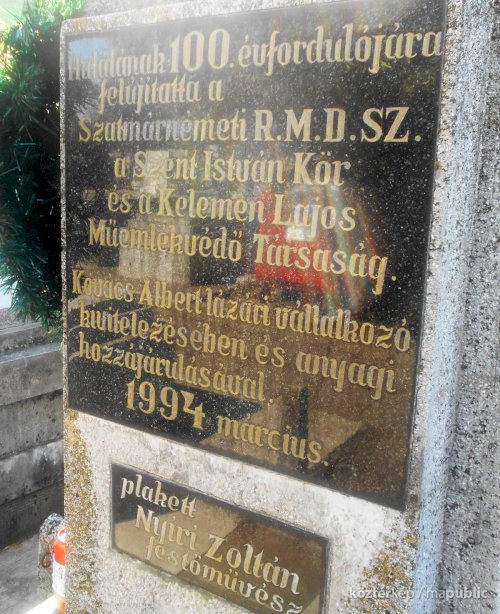 Halálának 100. évfordulójára
felújitatta a
Szatmárnémeti R.M.D.SZ.
a Szent István Kör
és a Kelemen Lajos
Műemlékvédő Társaság.
Kovács Albert lázári vállalkozó
kivitelezésében és anyagi
hozzájárulásával.
1994 március.
plakett
Nyíri Zoltán
festőművész
köztérkép / mapublic